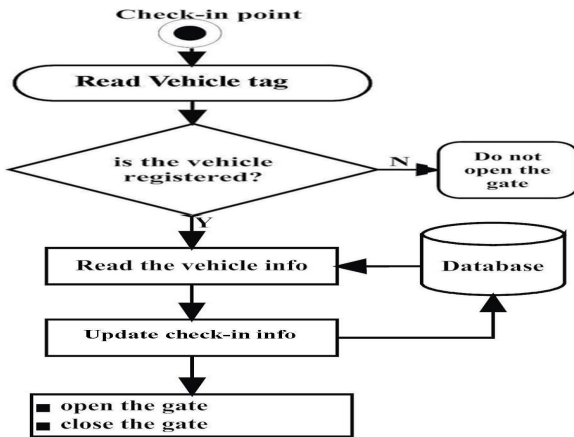 Check-in point
Read Vehicle tag
is the vehicle
registered?
N
Do not
open the
gate
Y
Read the vehicle info
Database
Update check-in info
open the gate
close the gate